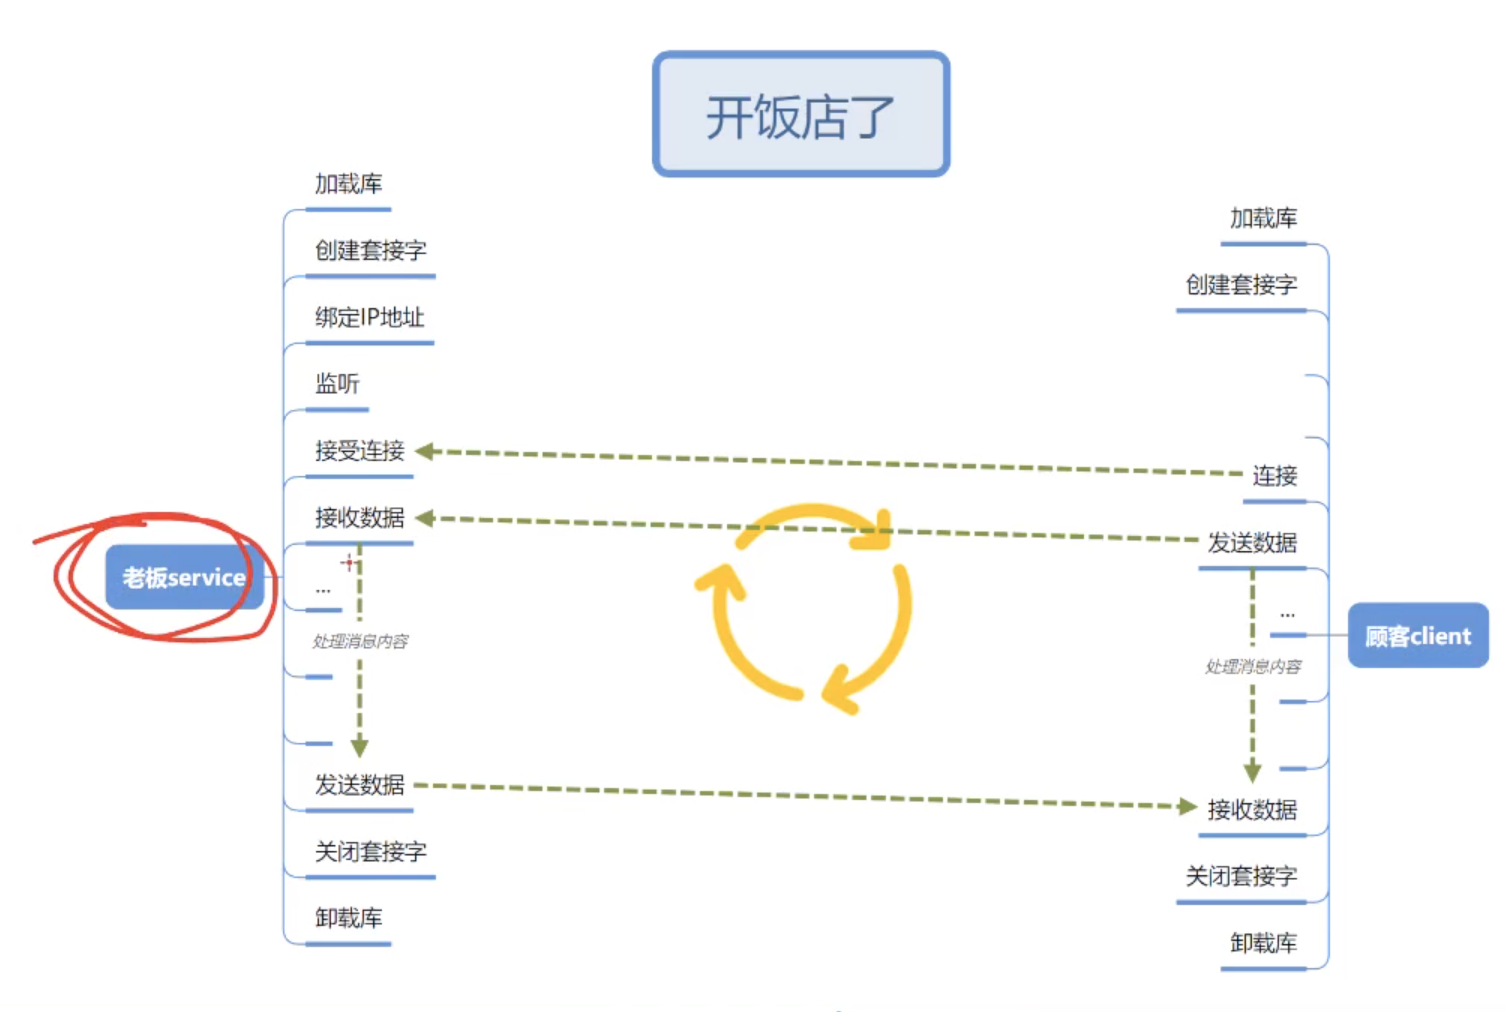 开饭店了
加载库
创建套接字
绑定IP地址
监听
接受连接
接收数据
老板service
...
处理消息内容
发送数据
关闭套接字
卸载库
加载库
创建套接字
连接
发送数据
...
顾客client
处理消息内容
接收数据
关闭套接字
卸载库